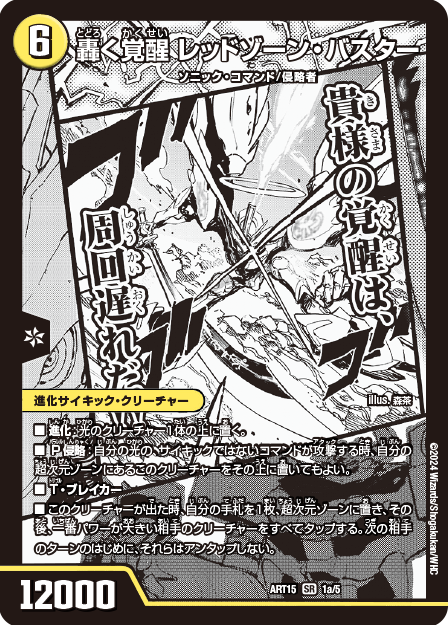 6
轟く覚醒 レッドゾーン・バスター
ソニック・コマンド/侵略者
貴様の覚醒は、
周回遅れだ
illus. 森茶
進化サイキック・クリーチャー
■進化:光のクリーチャー1体の上に置く。
■P侵略:自分の光の、サイキックではないコマンドが攻撃する時、自分の
超次元ゾーンにあるこのクリーチャーをその上に置いてもよい。
■T・ブレイカー
■このクリーチャーが出た時、自分の手札を1枚、超次元ゾーンに置き、その
後、一番パワーが大きい相手のクリーチャーをすべてタップする。次の相手
のターンのはじめに、それらはアンタップしない。
12000
ART15 SR 1a/5
©2024 Wizards/Shogakukan/WHC